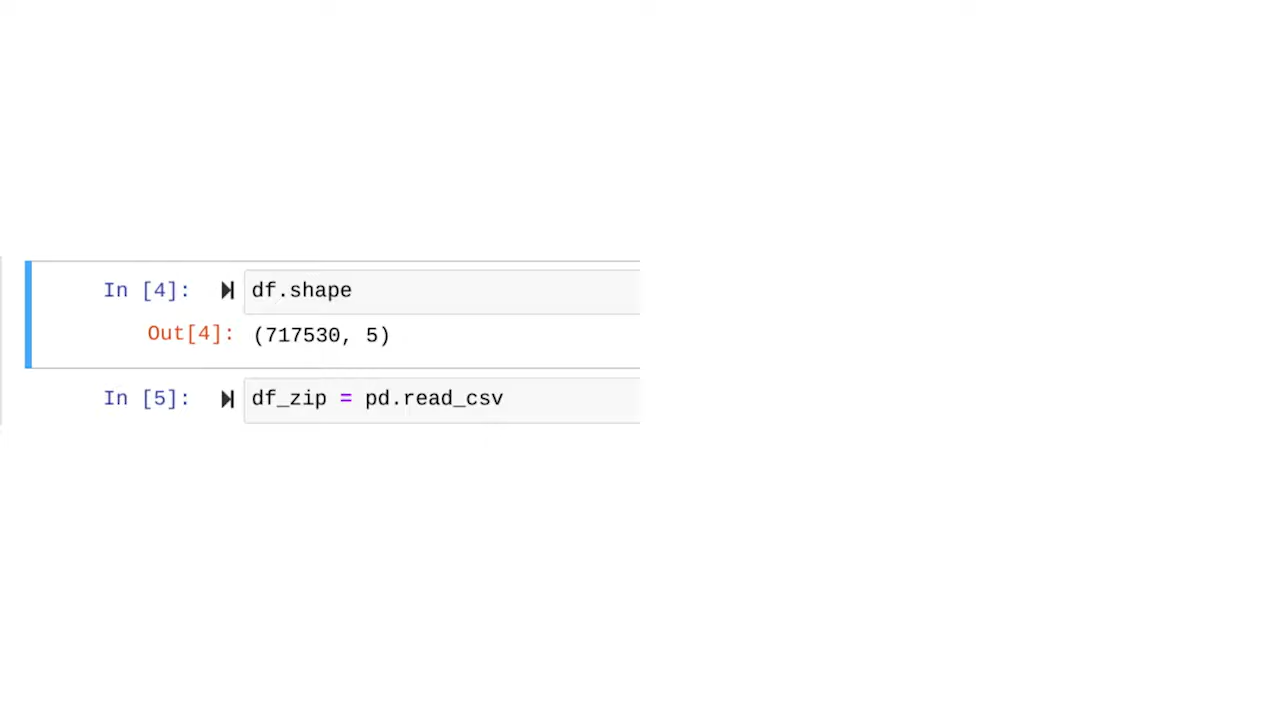 In [4]: df.shape
Out[4]: (717530, 5)
In [5]: df_zip = pd.read_csv